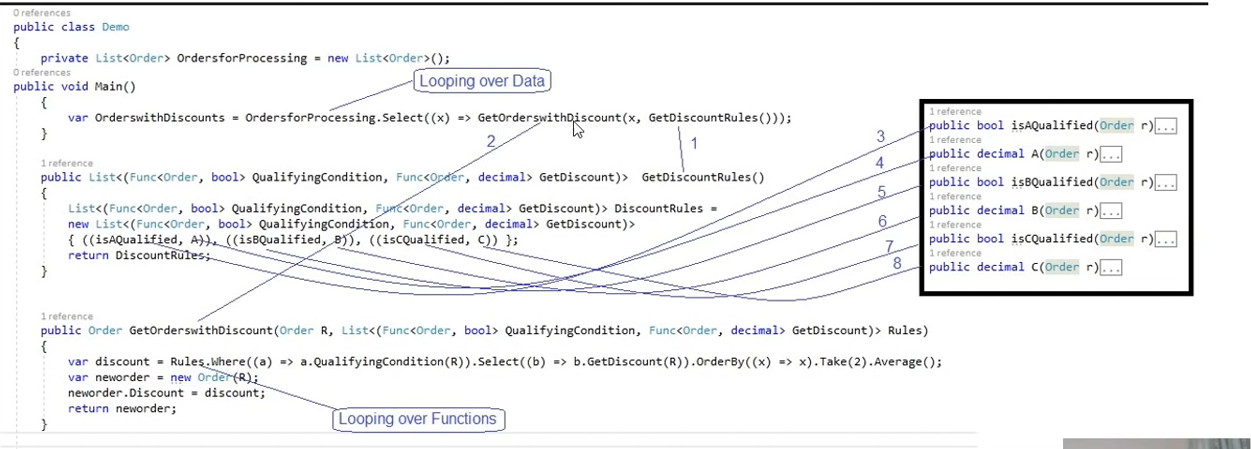 0 references
public class Demo
{
private List<Order> OrdersforProcessing = new List<Order>();
0 references
public void Main()
Looping over Data
{
var OrderswithDiscounts = OrdersforProcessing.Select((x) => GetOrderswithDiscount(x, GetDiscountRules()));
}
2
1
1 reference
public List<(Func<Order, bool> QualifyingCondition, Func<Order, decimal> GetDiscount)> GetDiscountRules()
{
List<(Func<Order, bool> QualifyingCondition, Func<Order, decimal> GetDiscount)> DiscountRules =
new List<(Func<Order, bool> QualifyingCondition, Func<Order, decimal> GetDiscount)>
{ ((isAQualified, A)), ((isBQualified, B)), ((isCQualified, C)) };
return DiscountRules;
}
1 reference
public Order GetOrderswithDiscount(Order R, List<(Func<Order, bool> QualifyingCondition, Func<Order, decimal> GetDiscount)> Rules)
{
var discount = Rules.Where((a) => a.QualifyingCondition(R)).Select((b) => b.GetDiscount(R)).OrderBy((x) => x).Take(2).Average();
var neworder = new Order(R);
neworder.Discount = discount;
return neworder;
}
Looping over Functions
3
4
5
6
7
8
1 reference
public bool isAQualified(Order r)...
1 reference
public decimal A(Order r)...
1 reference
public bool isBQualified(Order r)...
1 reference
public decimal B(Order r)...
1 reference
public bool isCQualified(Order r)...
1 reference
public decimal C(Order r)...